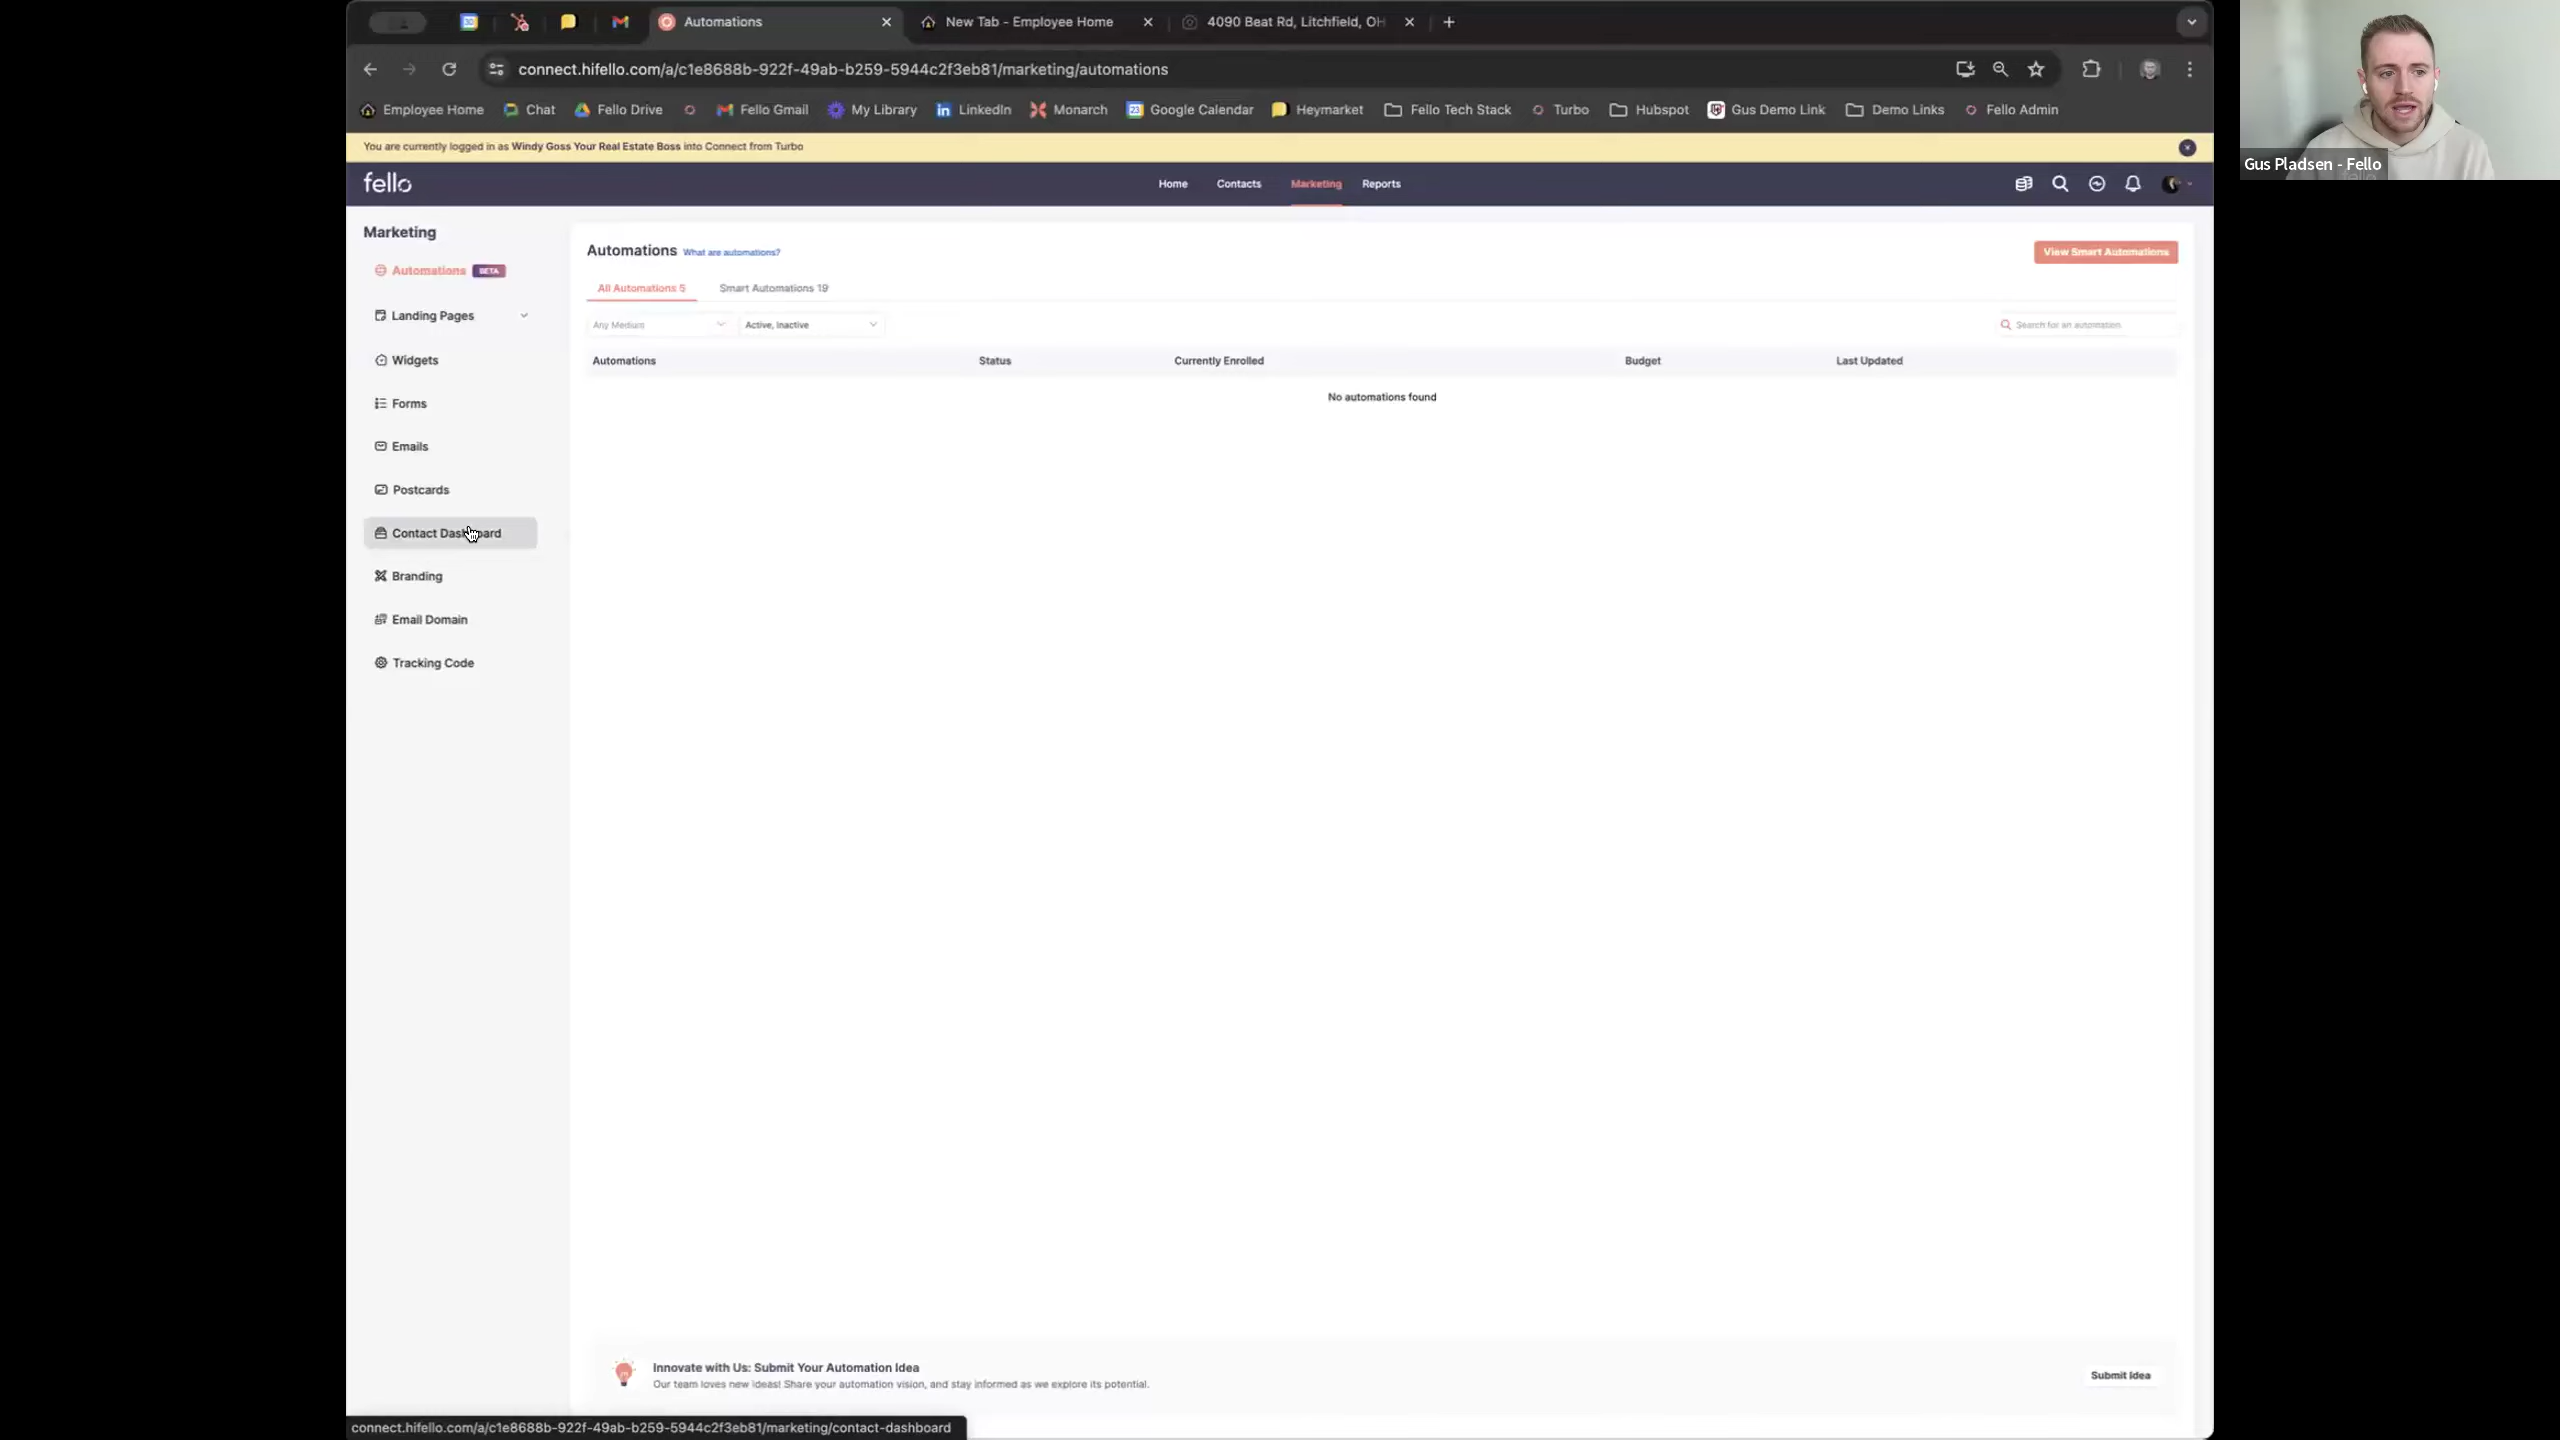 Automations
New Tab - Employee Home
4090 Beat Rd, Litchfield, OH
connect.hifello.com/a/c1e8688b-922f-49ab-b259-5944c2f3eb81/marketing/automations
Employee Home Chat Fello Drive Fello Gmail My Library LinkedIn Monarch Google Calendar Heymarket Fello Tech Stack Turbo Hubspot Gus Demo Link Demo Links Fello Admin
You are currently logged in as Windy Goss Your Real Estate Boss into Connect from Turbo
fello
Home Contacts Marketing Reports
Marketing
Automations BETA
Landing Pages
Widgets
Forms
Emails
Postcards
Contact Dashboard
Branding
Email Domain
Tracking Code
Automations What are automations?
View Smart Automations
All Automations 5 Smart Automations 19
Any Medium Active, Inactive Search for an automation
Automations Status Currently Enrolled Budget Last Updated
No automations found
Innovate with Us: Submit Your Automation Idea
Our team loves new ideas! Share your automation vision, and stay informed as we explore its potential.
Submit Idea
connect.hifello.com/a/c1e8688b-922f-49ab-b259-5944c2f3eb81/marketing/contact-dashboard
Gus Pladsen - Fello